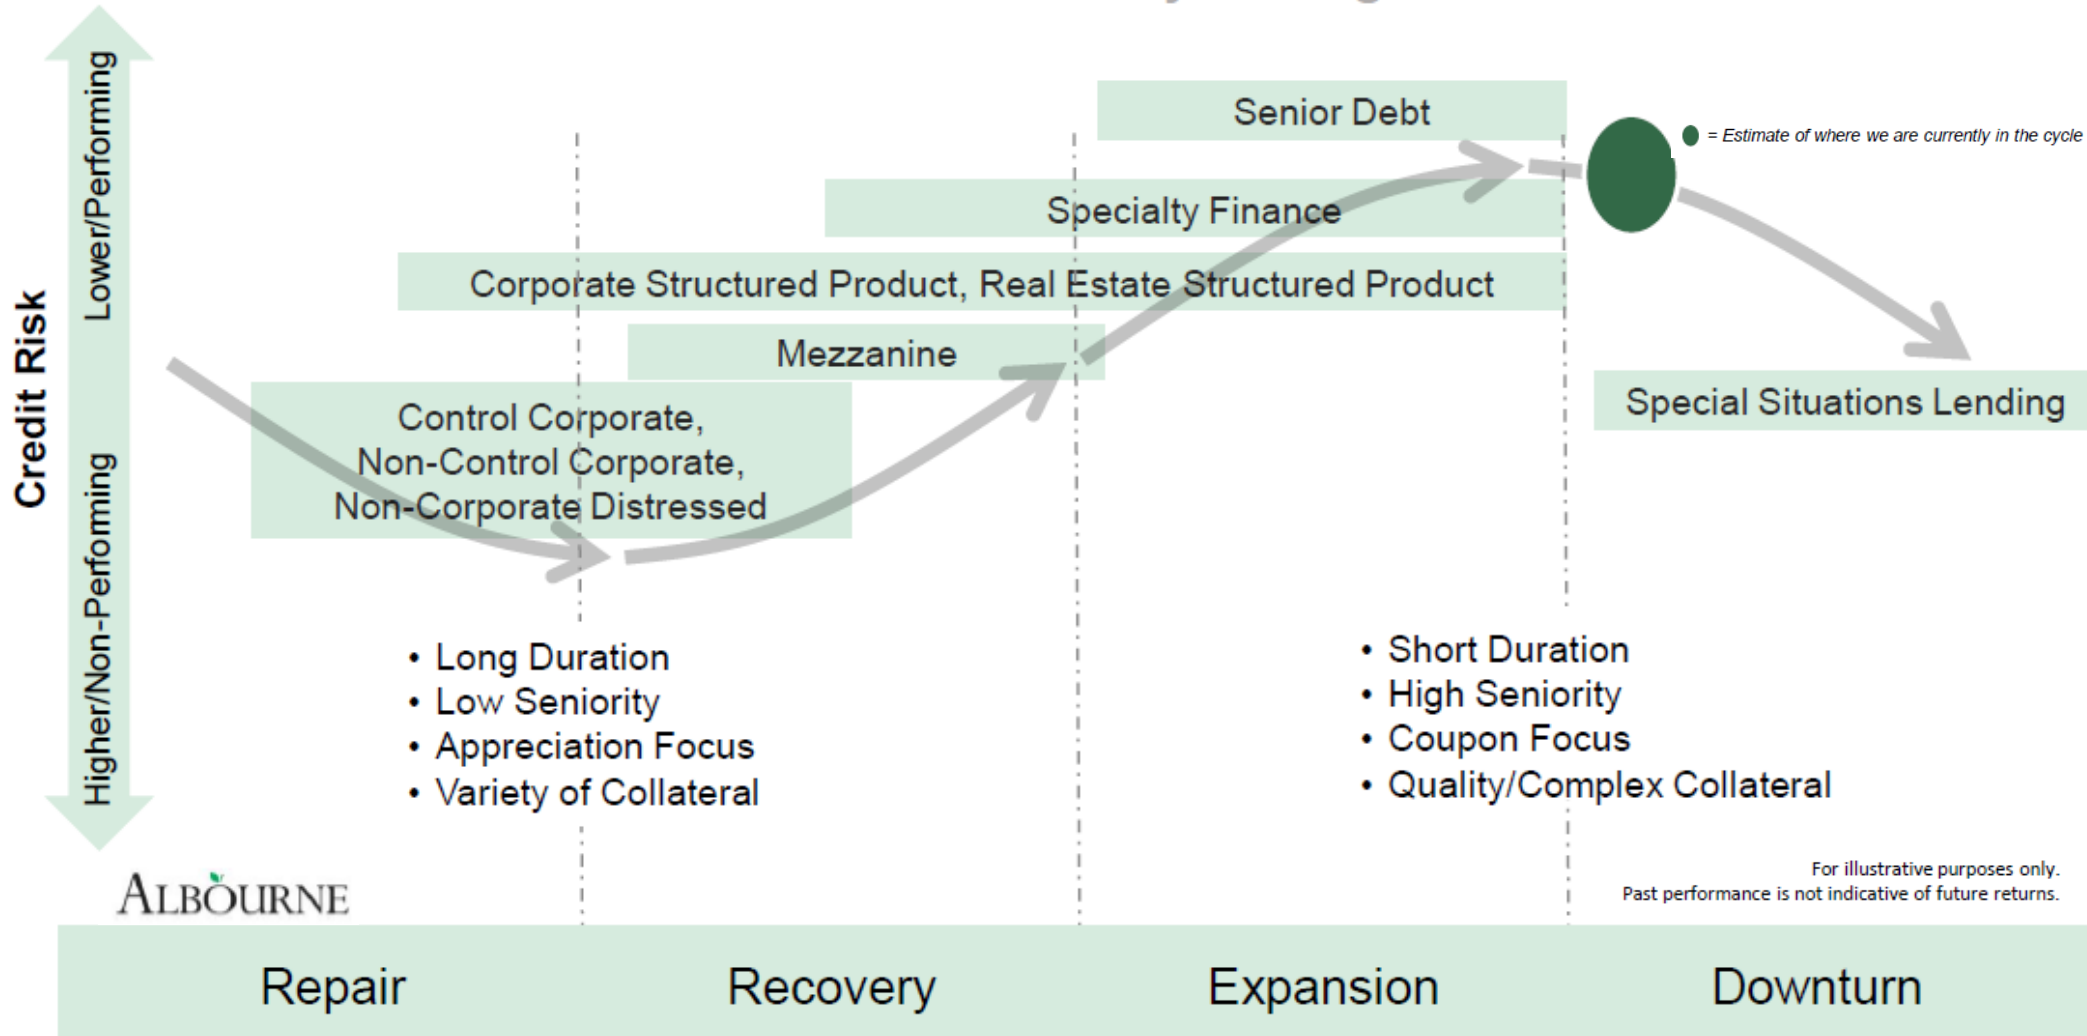 Senior Debt
= Estimate of where we are currently in the cycle
Specialty Finance
Corporate Structured Product, Real Estate Structured Product
Mezzanine
Control Corporate,
Non-Control Corporate,
Non-Corporate Distressed
Special Situations Lending
Credit Risk
Lower/Performing
Higher/Non-Performing
• Long Duration
• Low Seniority
• Appreciation Focus
• Variety of Collateral
• Short Duration
• High Seniority
• Coupon Focus
• Quality/Complex Collateral
ALBOURNE
For illustrative purposes only.
Past performance is not indicative of future returns.
Repair
Recovery
Expansion
Downturn